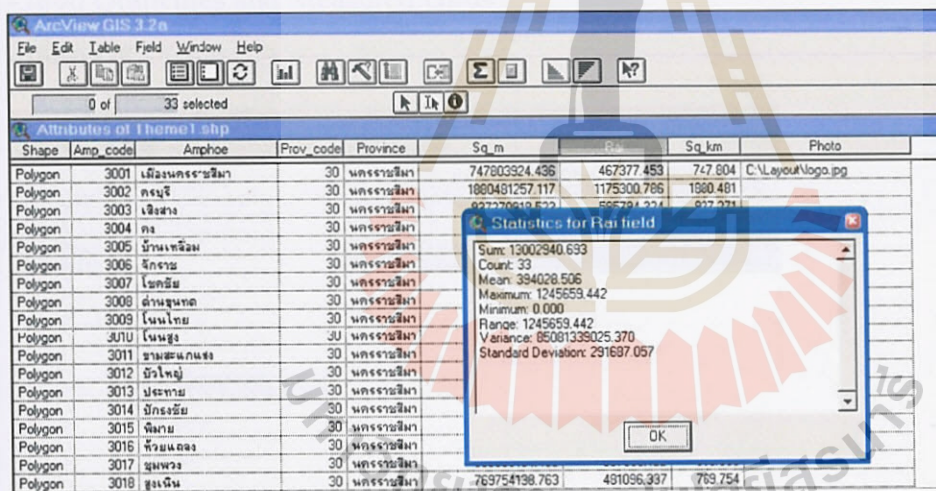 ArcView GIS 3.2a
File Edit Table Field Window Help
0 of 33 selected
Attributes of Theme1.shp
Shape Amp_code Amphoe Prov_code Province Sq_m Rai Sq_km Photo
Polygon 3001 เมืองนครราชสีมา 30 นครราชสีมา 747803924.436 467377.453 747.804 C:\Layout\logo.jpg
Polygon 3002 ครบุรี 30 นครราชสีมา 1880481257.117 1175300.786 1880.481
Polygon 3003 เสิงสาง 30 นครราชสีมา 927.271
Polygon 3004 คง 30 นครราชสีมา
Polygon 3005 บ้านเหลื่อม 30 นครราชสีมา
Polygon 3006 จักราช 30 นครราชสีมา
Polygon 3007 โชคชัย 30 นครราชสีมา
Polygon 3008 ด่านขุนทด 30 นครราชสีมา
Polygon 3009 โนนไทย 30 นครราชสีมา
Polygon 3010 โนนสูง 30 นครราชสีมา
Polygon 3011 ขามสะแกแสง 30 นครราชสีมา
Polygon 3012 บัวใหญ่ 30 นครราชสีมา
Polygon 3013 ประทาย 30 นครราชสีมา
Polygon 3014 ปักธงชัย 30 นครราชสีมา
Polygon 3015 พิมาย 30 นครราชสีมา
Polygon 3016 ห้วยแถลง 30 นครราชสีมา
Polygon 3017 ชุมพวง 30 นครราชสีมา
Polygon 3018 สูงเนิน 30 นครราชสีมา 769754138.763 481096.337 769.754
Statistics for Rai field
Sum: 13002940.693
Count: 33
Mean: 394028.506
Maximum: 1245659.442
Minimum: 0.000
Range: 1245659.442
Variance: 85081339025.370
Standard Deviation: 291687.057
OK